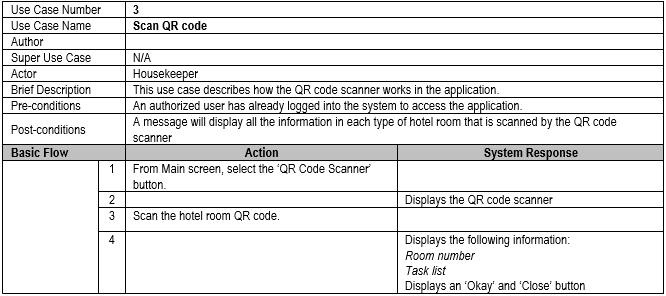 Use Case Number 3
Use Case Name Scan QR code
Author
Super Use Case N/A
Actor Housekeeper
Brief Description This use case describes how the QR code scanner works in the application.
Pre-conditions An authorized user has already logged into the system to access the application.
Post-conditions A message will display all the information in each type of hotel room that is scanned by the QR code
scanner
Basic Flow Action System Response
1 From Main screen, select the ‘QR Code Scanner’
button.
2 Displays the QR code scanner
3 Scan the hotel room QR code.
4 Displays the following information:
Room number
Task list
Displays an ‘Okay’ and ‘Close’ button